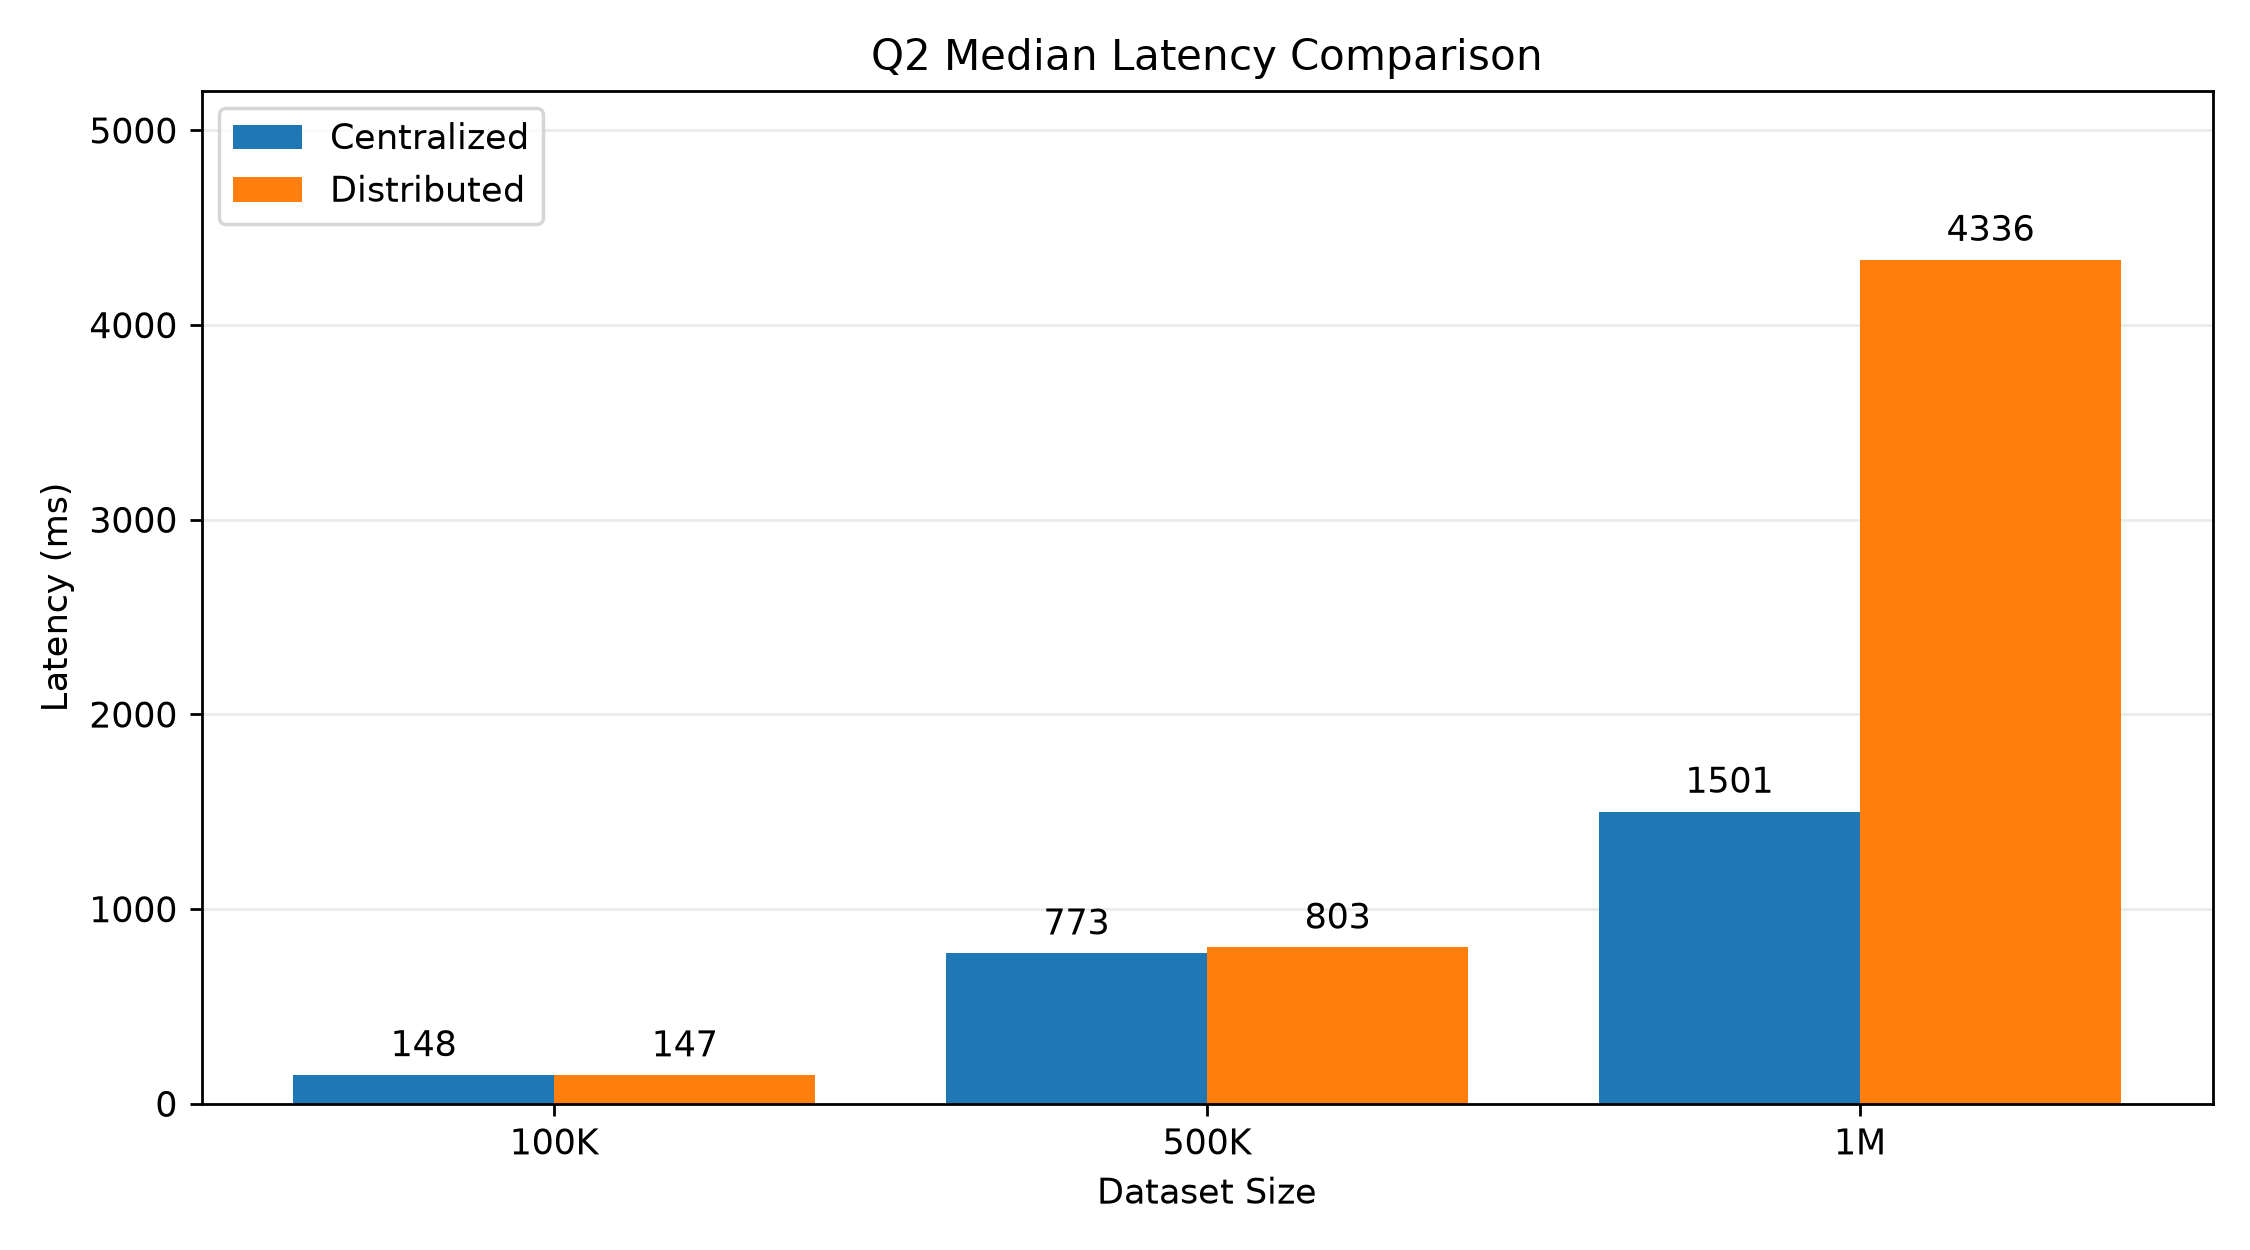 Q2 Median Latency Comparison
Centralized
Distributed
5000
4000
3000
2000
1000
0
Latency (ms)
148
147
773
803
1501
4336
100K
500K
1M
Dataset Size